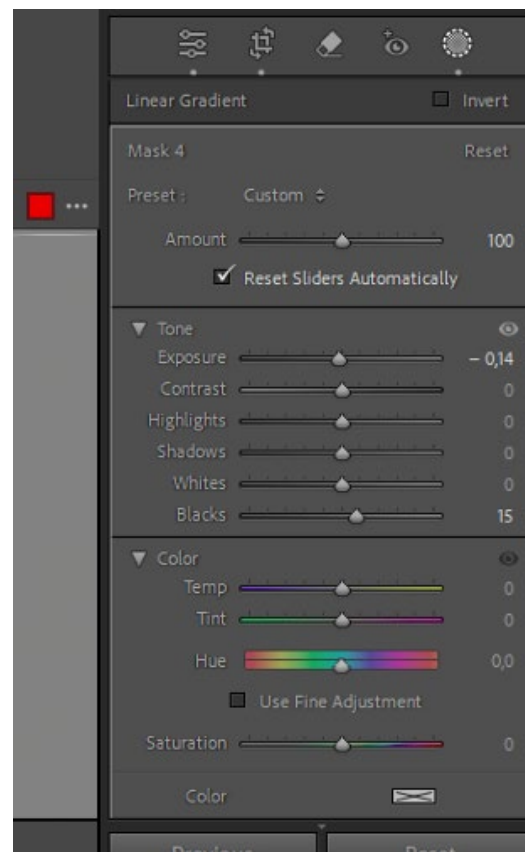 Linear Gradient Invert
Mask 4 Reset
Preset : Custom
Amount 100
Reset Sliders Automatically
Tone
Exposure – 0,14
Contrast 0
Highlights 0
Shadows 0
Whites 0
Blacks 15
Color
Temp 0
Tint 0
Hue 0,0
Use Fine Adjustment
Saturation 0
Color
Previous Reset